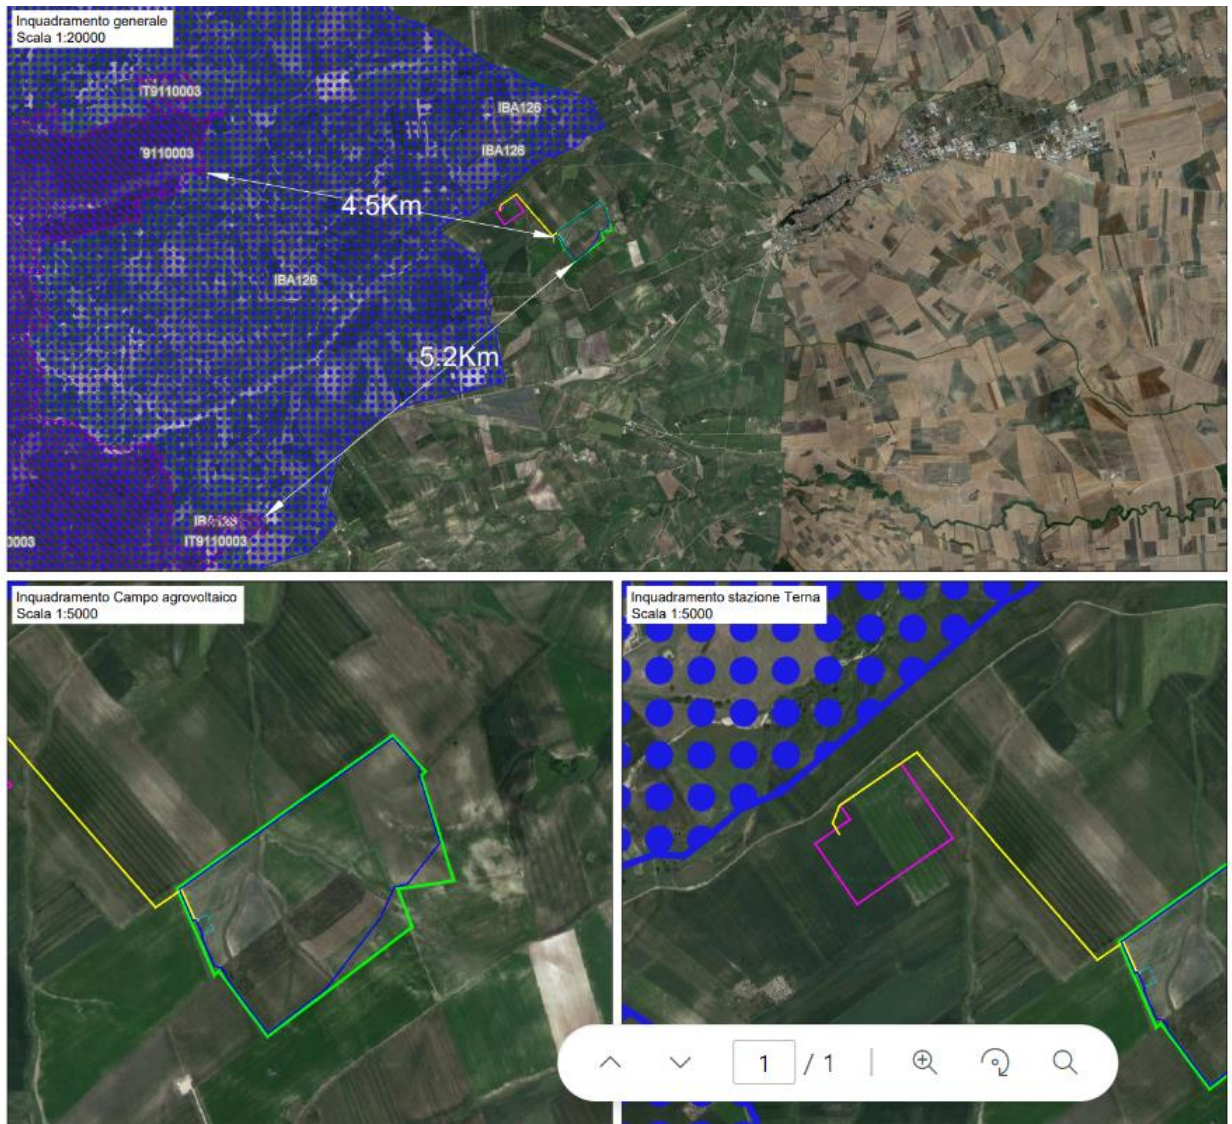 Inquadramento generale
Scala 1:20000
IT9110003
IBA126
'9110003
IBA126
4.5Km
IBA126
5.2Km
IBA126
IT9110003
0003
Inquadramento Campo agrovoltaico
Scala 1:5000
Inquadramento stazione Terna
Scala 1:5000
1 / 1